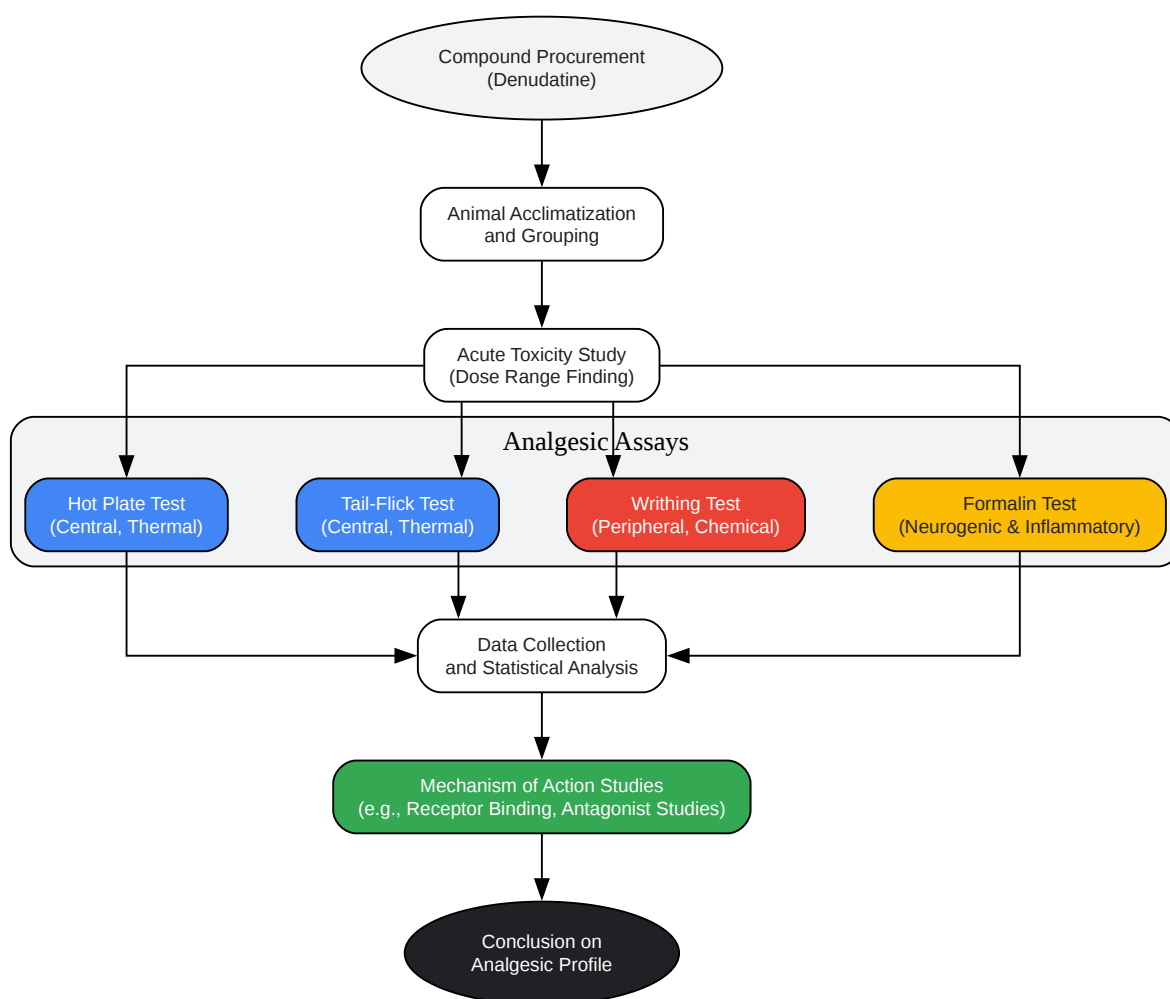 Compound Procurement
(Denudatine)
Animal Acclimatization
and Grouping
Acute Toxicity Study
(Dose Range Finding)
Analgesic Assays
Hot Plate Test
(Central, Thermal)
Tail-Flick Test
(Central, Thermal)
Writhing Test
(Peripheral, Chemical)
Formalin Test
(Neurogenic & Inflammatory)
Data Collection
and Statistical Analysis
Mechanism of Action Studies
(e.g., Receptor Binding, Antagonist Studies)
Conclusion on
Analgesic Profile